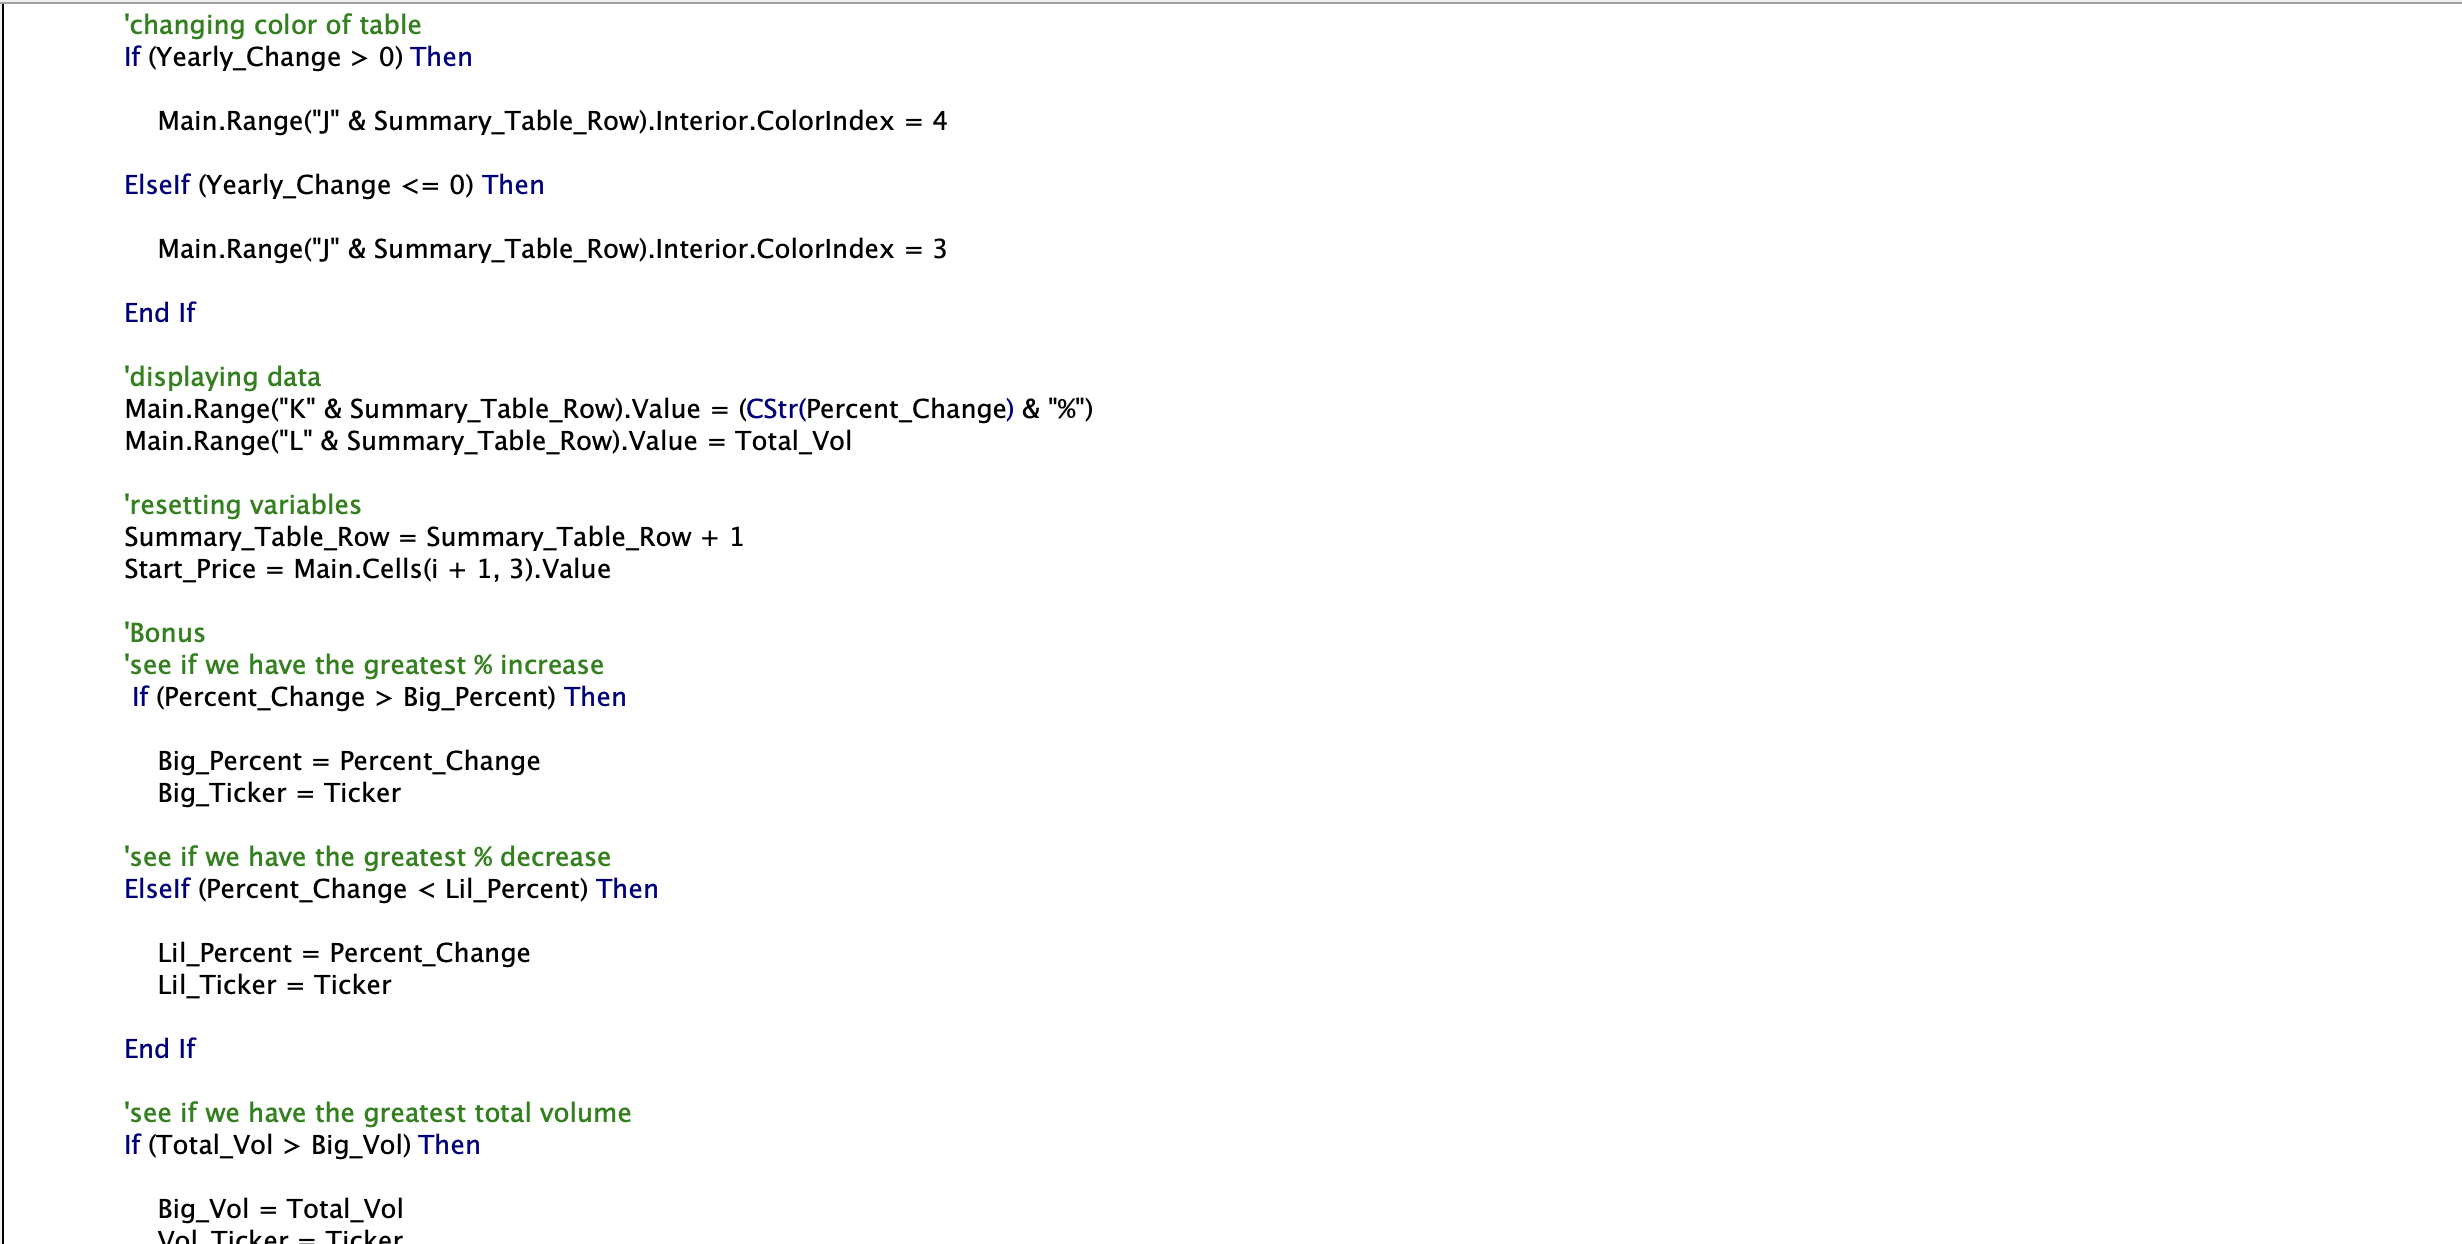 'changing color of table
If (Yearly_Change > 0) Then
Main.Range("J" & Summary_Table_Row).Interior.ColorIndex = 4
ElseIf (Yearly_Change <= 0) Then
Main.Range("J" & Summary_Table_Row).Interior.ColorIndex = 3
End If
'displaying data
Main.Range("K" & Summary_Table_Row).Value = (CStr(Percent_Change) & "%")
Main.Range("L" & Summary_Table_Row).Value = Total_Vol
'resetting variables
Summary_Table_Row = Summary_Table_Row + 1
Start_Price = Main.Cells(i + 1, 3).Value
'Bonus
'see if we have the greatest % increase
If (Percent_Change > Big_Percent) Then
Big_Percent = Percent_Change
Big_Ticker = Ticker
'see if we have the greatest % decrease
ElseIf (Percent_Change < Lil_Percent) Then
Lil_Percent = Percent_Change
Lil_Ticker = Ticker
End If
'see if we have the greatest total volume
If (Total_Vol > Big_Vol) Then
Big_Vol = Total_Vol
Vol_Ticker = Ticker